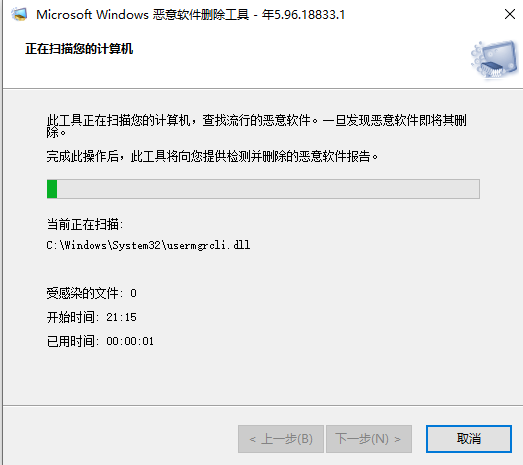 Microsoft Windows 恶意软件删除工具 - 年5.96.18833.1
正在扫描您的计算机
此工具正在扫描您的计算机，查找流行的恶意软件。一旦发现恶意软件即将其删
除。
完成此操作后，此工具将向您提供检测并删除的恶意软件报告。
当前正在扫描:
C:\Windows\System32\usermgrcli.dll
受感染的文件: 0
开始时间: 21:15
已用时间: 00:00:01
< 上一步(B)
下一步(N) >
取消